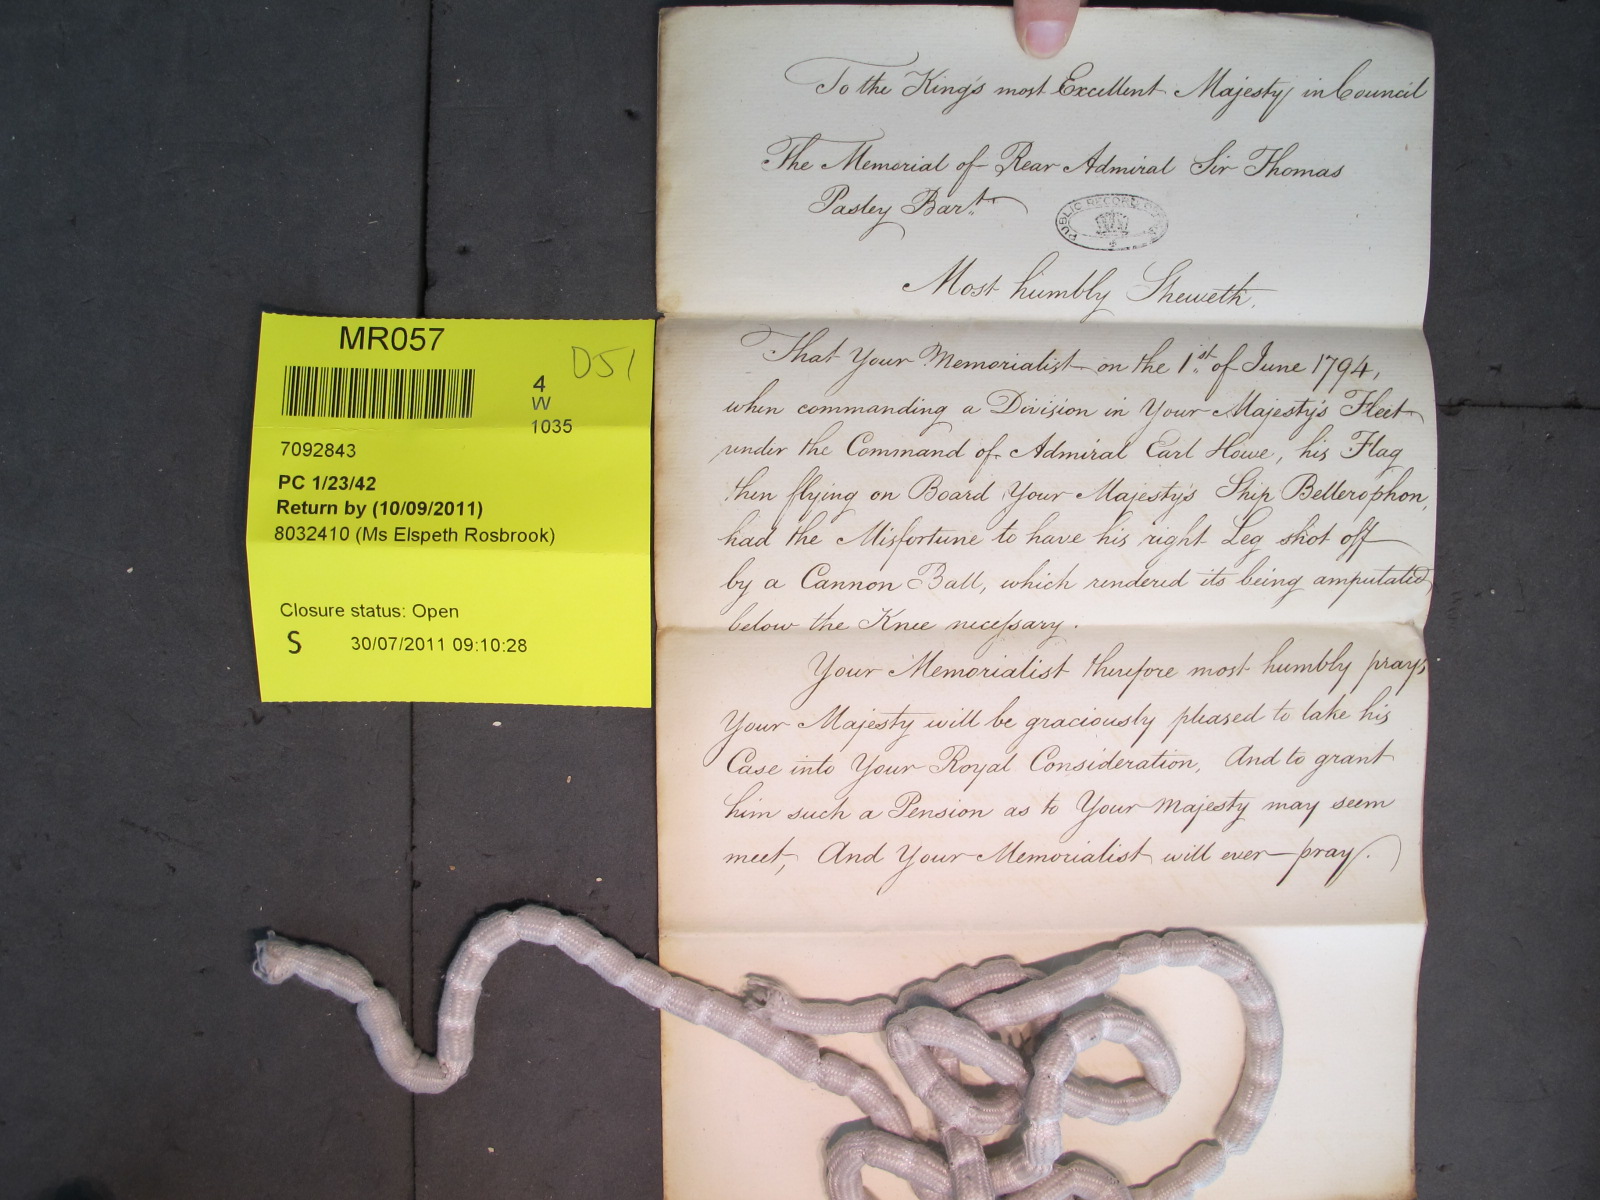 To the King's most Excellent Majesty in Council
The Memorial of Rear Admiral Sir Thomas
Pasley Bar.t
PUBLIC RECORD OFFICE
Most humbly Sheweth.
That Your Memorialist on the 1.st of June 1794,
when commanding a Division in Your Majesty's Fleet
under the Command of Admiral Earl Howe, his Flag
then flying on Board Your Majesty's Ship Bellerophon,
had the Misfortune to have his right Leg shot off
by a Cannon Ball, which rendered its being amputated
below the Knee necessary.
Your Memorialist therefore most humbly prays
Your Majesty will be graciously pleased to take his
Case into Your Royal Consideration, And to grant
him such a Pension as to Your Majesty may seem
meet, And Your Memorialist will ever pray.
MR057
D51
4
W
1035
7092843
PC 1/23/42
Return by (10/09/2011)
8032410 (Ms Elspeth Rosbrook)
Closure status: Open
S 30/07/2011 09:10:28